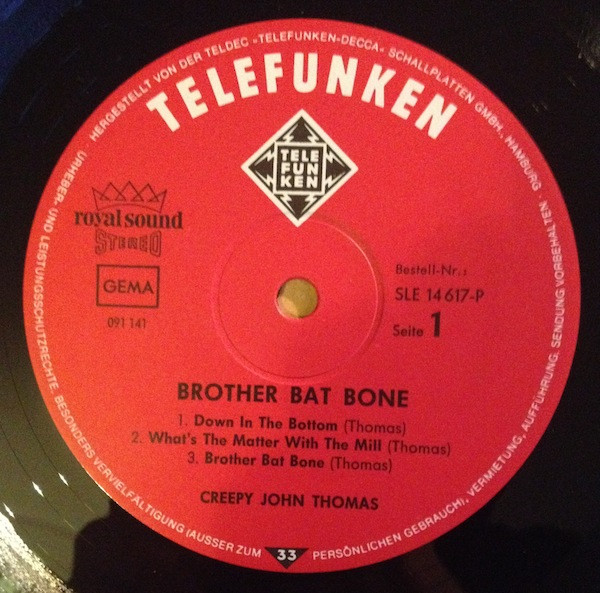 HERGESTELLT VON DER TELDEC »TELEFUNKEN-DECCA« SCHALLPLATTEN GMBH., HAMBURG
TELEFUNKEN
TELE
FUN
KEN
royal sound
STEREO
GEMA
091 141
Bestell-Nr.:
SLE 14 617-P
Seite 1
BROTHER BAT BONE
1. Down In The Bottom (Thomas)
2. What's The Matter With The Mill (Thomas)
3. Brother Bat Bone (Thomas)
CREEPY JOHN THOMAS
URHEBER- UND LEISTUNGSSCHUTZRECHTE, BESONDERS VERVIELFÄLTIGUNG (AUSSER ZUM PERSÖNLICHEN GEBRAUCH), VERMIETUNG, AUFFÜHRUNG, SENDUNG VORBEHALTEN
33